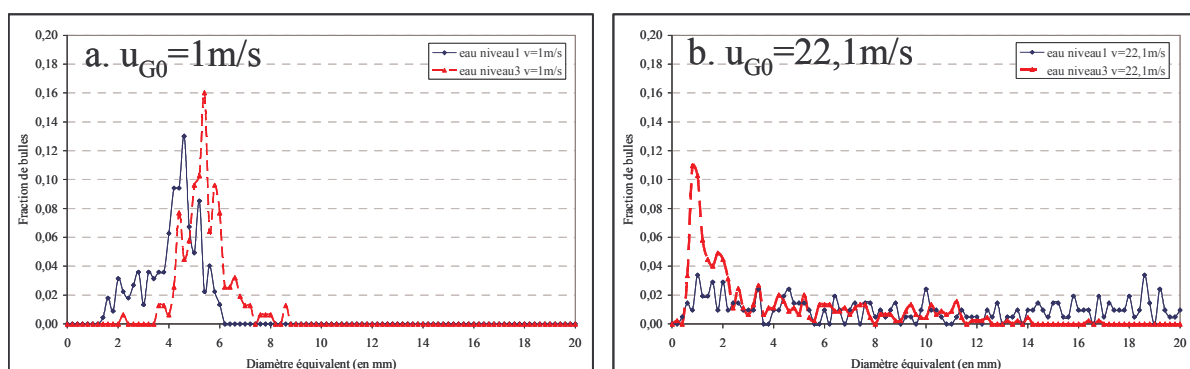 a. uG0=1m/s
eau niveau1 v=1m/s
eau niveau3 v=1m/s
Fraction de bulles
0,20
0,18
0,16
0,14
0,12
0,10
0,08
0,06
0,04
0,02
0,00
0 2 4 6 8 10 12 14 16 18 20
Diamètre équivalent (en mm)
b. uG0=22,1m/s
eau niveau1 v=22,1m/s
eau niveau3 v=22,1m/s
Fraction de bulles
0,20
0,18
0,16
0,14
0,12
0,10
0,08
0,06
0,04
0,02
0,00
0 2 4 6 8 10 12 14 16 18 20
Diamètre équivalent (en mm)